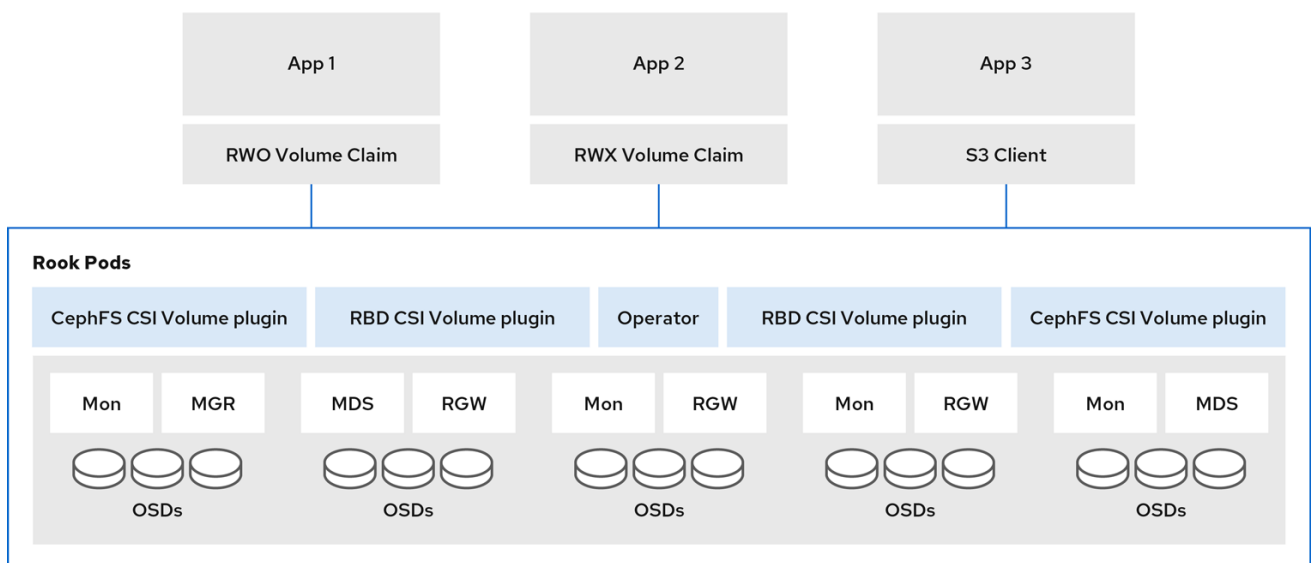 App 1
App 2
App 3
RWO Volume Claim
RWX Volume Claim
S3 Client
Rook Pods
CephFS CSI Volume plugin
RBD CSI Volume plugin
Operator
RBD CSI Volume plugin
CephFS CSI Volume plugin
Mon
MGR
MDS
RGW
Mon
RGW
Mon
RGW
Mon
MDS
OSDs
OSDs
OSDs
OSDs
OSDs